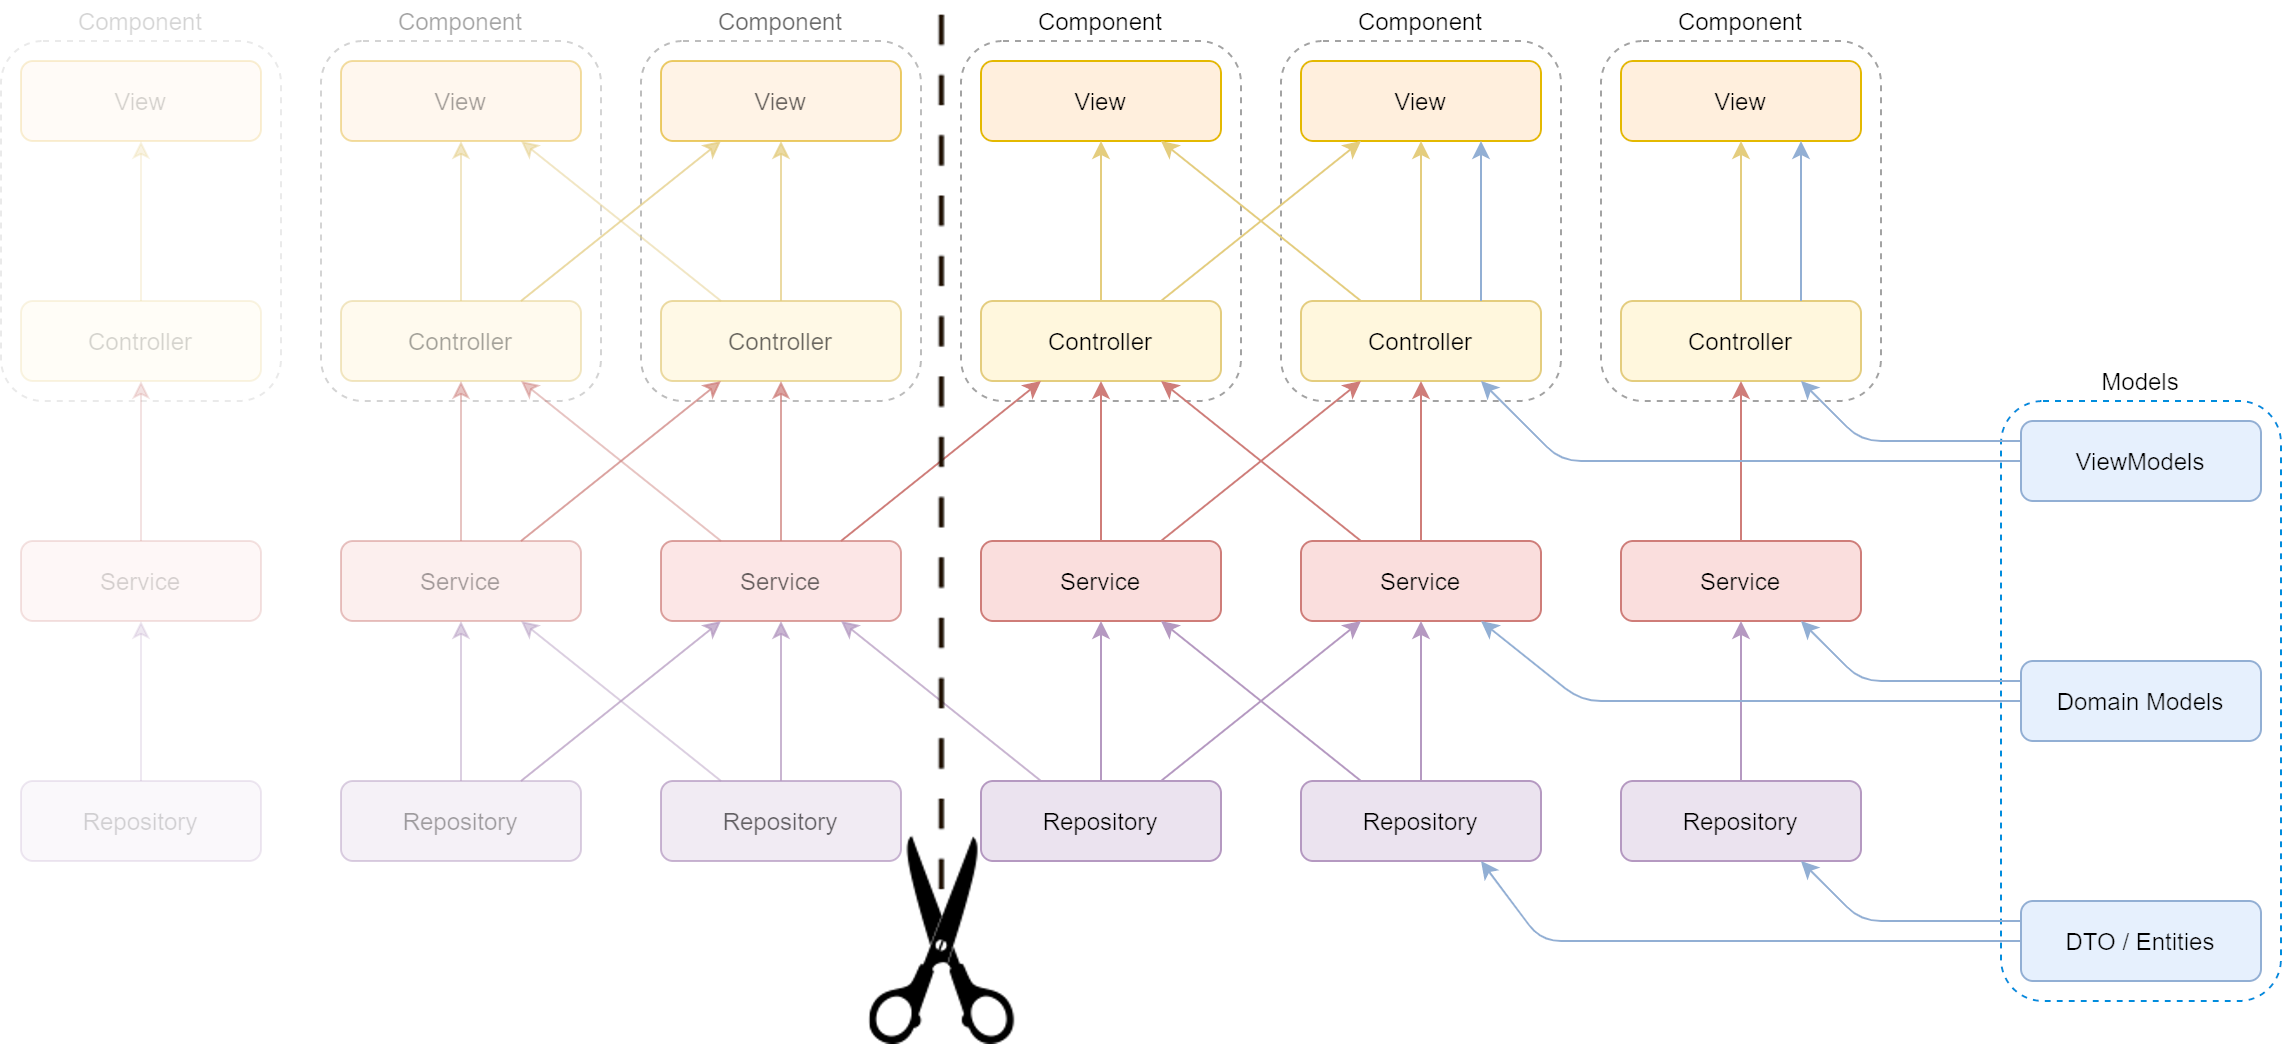 Component
Component
Component
Component
Component
Component
View
View
View
View
View
View
Controller
Controller
Controller
Controller
Controller
Controller
Models
ViewModels
Service
Service
Service
Service
Service
Service
Domain Models
Repository
Repository
Repository
Repository
Repository
Repository
DTO / Entities